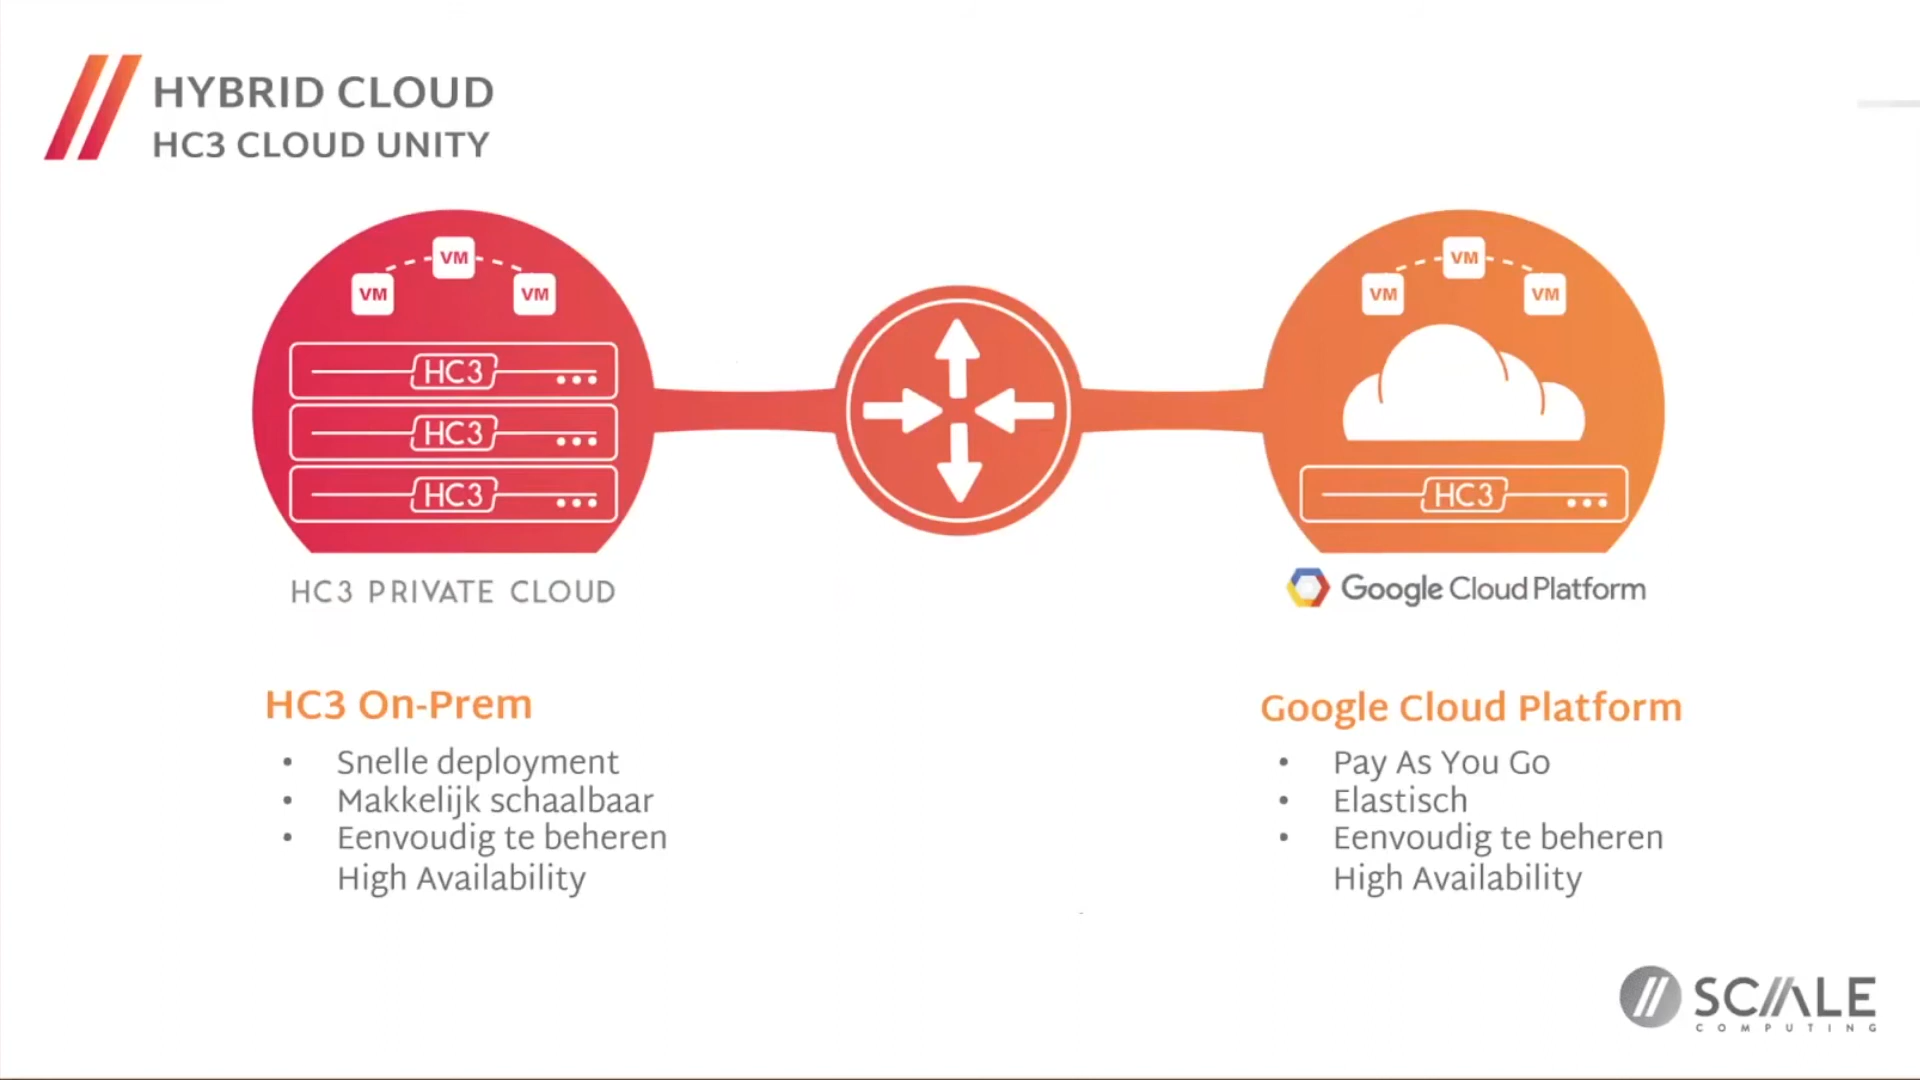 HYBRID CLOUD
HC3 CLOUD UNITY
VM
VM
VM
HC3
HC3
HC3
HC3 PRIVATE CLOUD
VM
VM
VM
HC3
Google Cloud Platform
HC3 On-Prem
• Snelle deployment
• Makkelijk schaalbaar
• Eenvoudig te beheren
High Availability
Google Cloud Platform
• Pay As You Go
• Elastisch
• Eenvoudig te beheren
High Availability
SCALE
COMPUTING